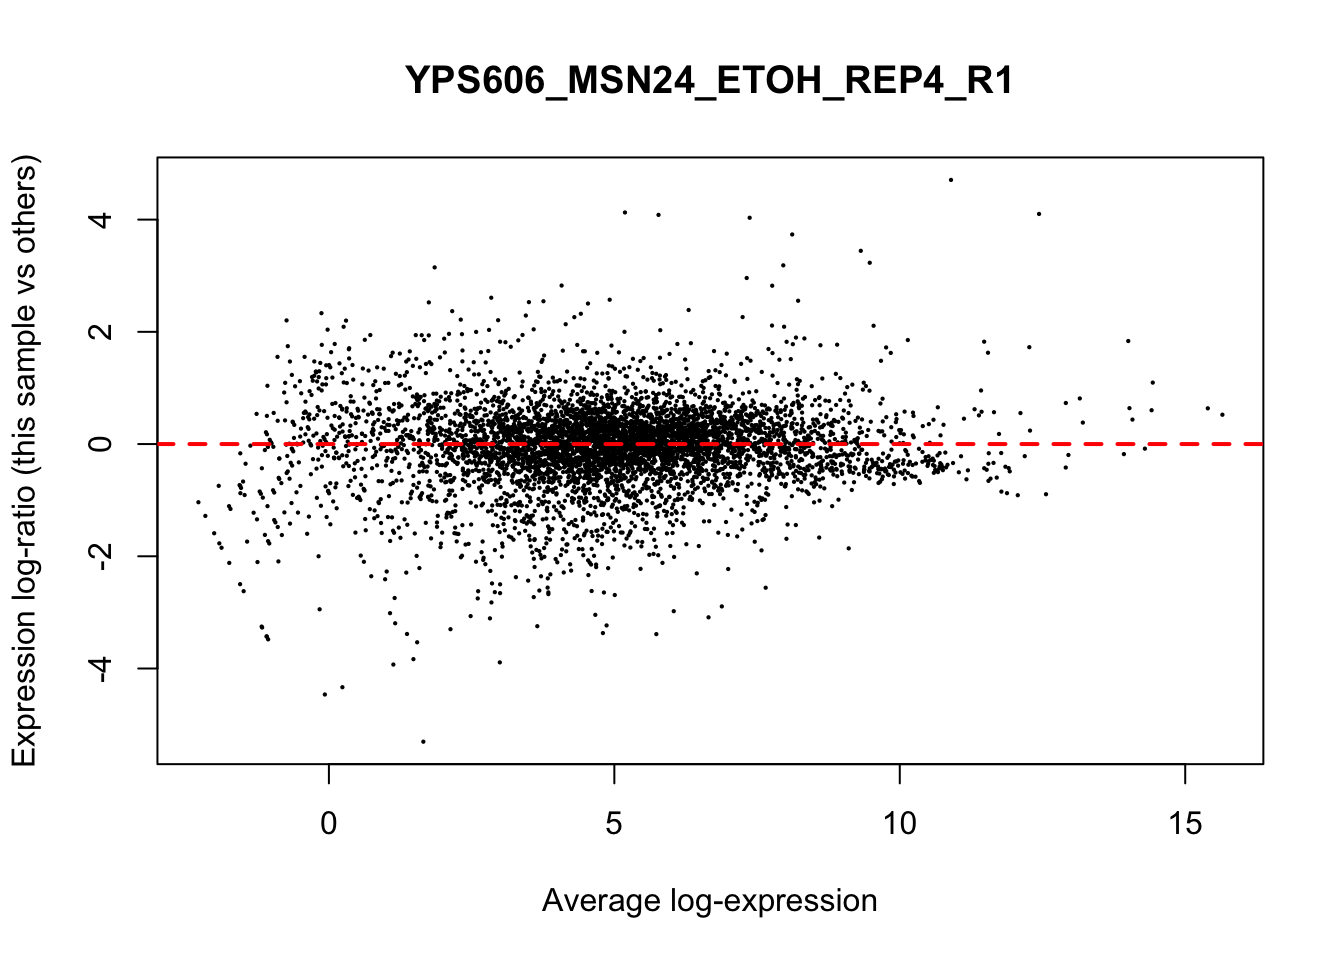 YPS606_MSN24_ETOH_REP4_R1
Expression log-ratio (this sample vs others)
4
2
0
-2
-4
0 5 10 15
Average log-expression